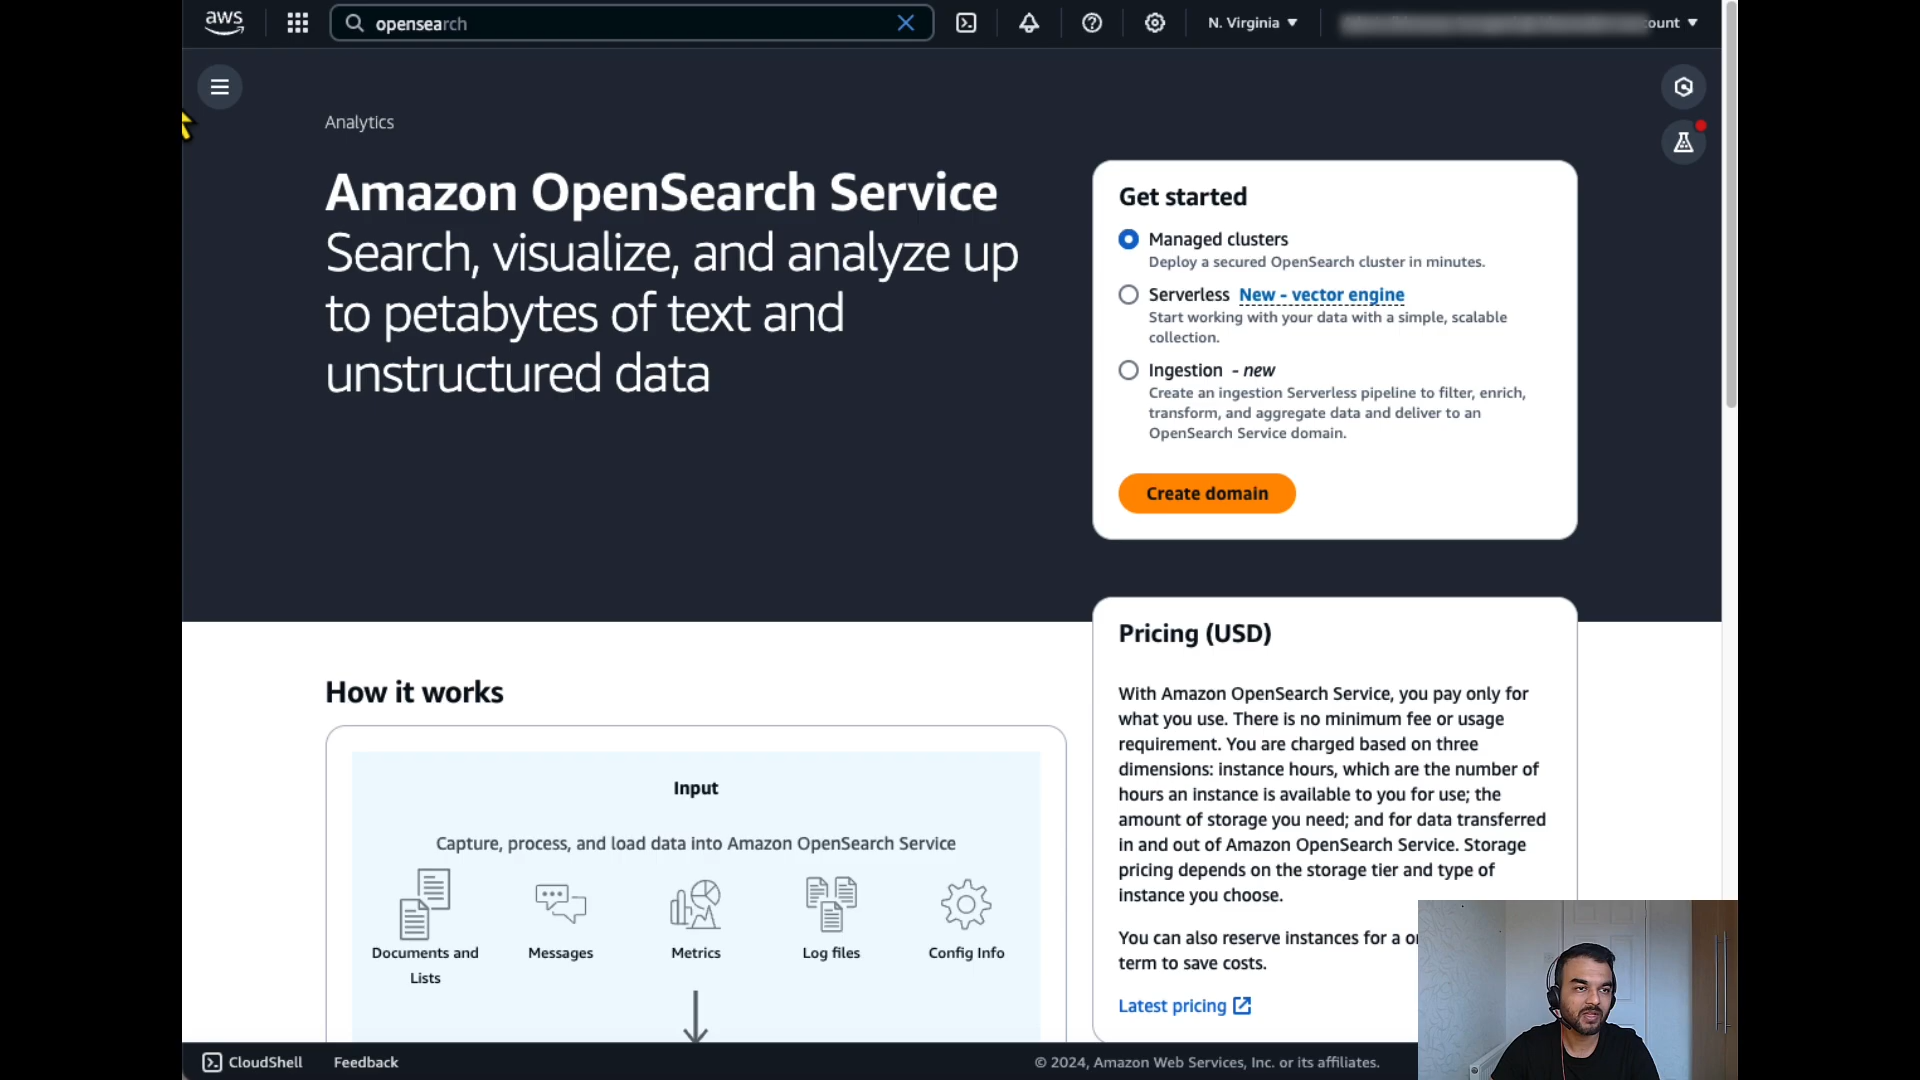 aws
opensearch
N. Virginia
ount
Analytics
Amazon OpenSearch Service
Search, visualize, and analyze up
to petabytes of text and
unstructured data
Get started
Managed clusters
Deploy a secured OpenSearch cluster in minutes.
Serverless New - vector engine
Start working with your data with a simple, scalable
collection.
Ingestion - new
Create an ingestion Serverless pipeline to filter, enrich,
transform, and aggregate data and deliver to an
OpenSearch Service domain.
Create domain
How it works
Input
Capture, process, and load data into Amazon OpenSearch Service
Documents and
Lists
Messages
Metrics
Log files
Config Info
Pricing (USD)
With Amazon OpenSearch Service, you pay only for
what you use. There is no minimum fee or usage
requirement. You are charged based on three
dimensions: instance hours, which are the number of
hours an instance is available to you for use; the
amount of storage you need; and for data transferred
in and out of Amazon OpenSearch Service. Storage
pricing depends on the storage tier and type of
instance you choose.
You can also reserve instances for a
term to save costs.
Latest pricing
CloudShell
Feedback
© 2024, Amazon Web Services, Inc. or its affiliates.